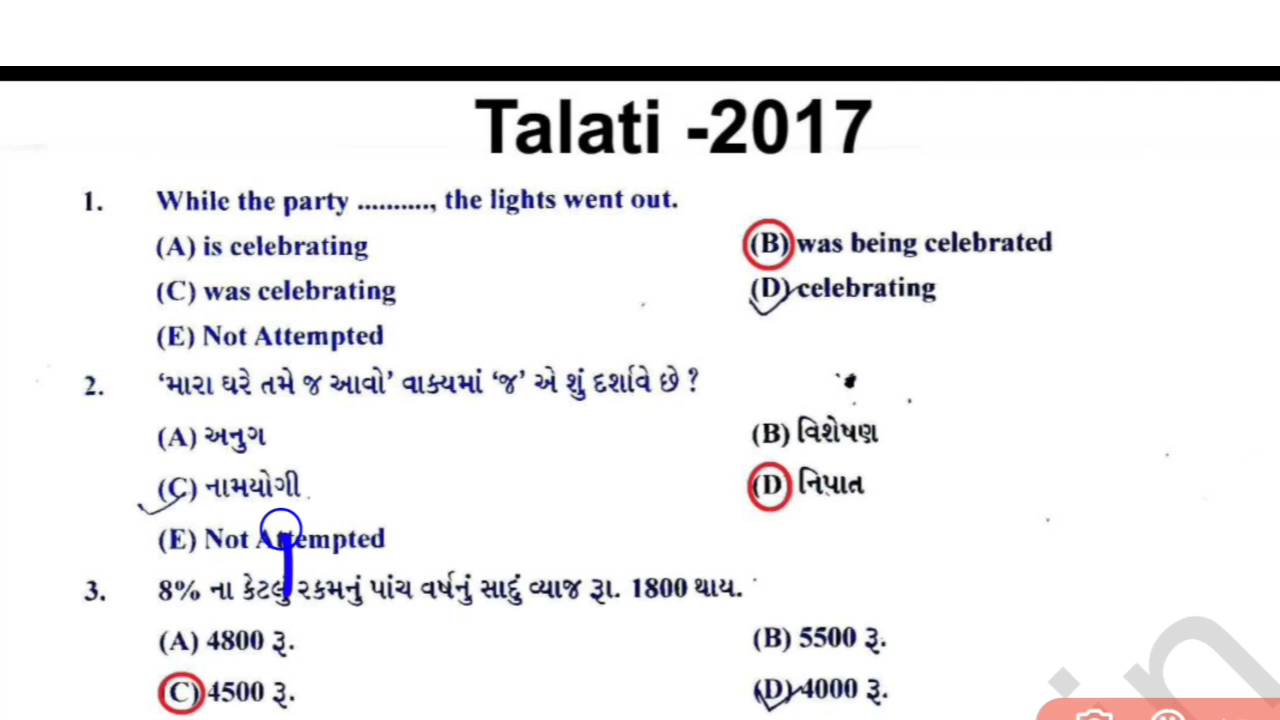 Talati -2017
1. While the party ..........., the lights went out.
(A) is celebrating (B) was being celebrated
(C) was celebrating (D) celebrating
(E) Not Attempted
2. ‘મારા ઘરે તમે જ આવો’ વાક્યમાં ‘જ’ એ શું દર્શાવે છે ?
(A) અનુગ (B) વિશેષણ
(C) નામયોગી (D) નિપાત
(E) Not Attempted
3. 8% ના કેટલું રકમનું પાંચ વર્ષનું સાદું વ્યાજ રૂા. 1800 થાય.
(A) 4800 રૂ. (B) 5500 રૂ.
(C) 4500 રૂ. (D) 4000 રૂ.
in